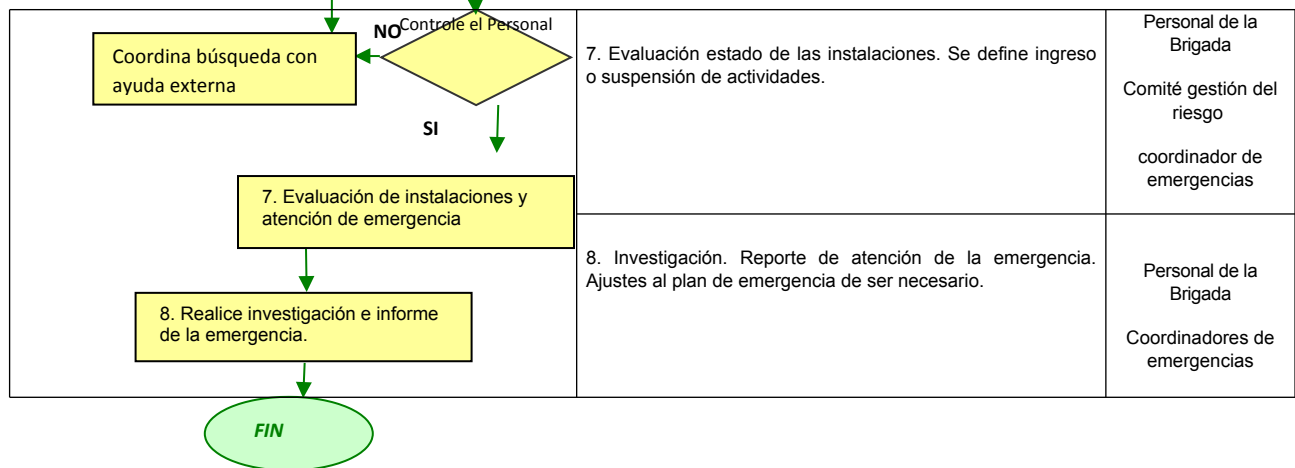 Controle el Personal
NO
Coordina búsqueda con
ayuda externa
SI
7. Evaluación de instalaciones y
atención de emergencia
8. Realice investigación e informe
de la emergencia.
FIN
7. Evaluación estado de las instalaciones. Se define ingreso
o suspensión de actividades.
Personal de la
Brigada
Comité gestión del
riesgo
coordinador de
emergencias
8. Investigación. Reporte de atención de la emergencia.
Ajustes al plan de emergencia de ser necesario.
Personal de la
Brigada
Coordinadores de
emergencias